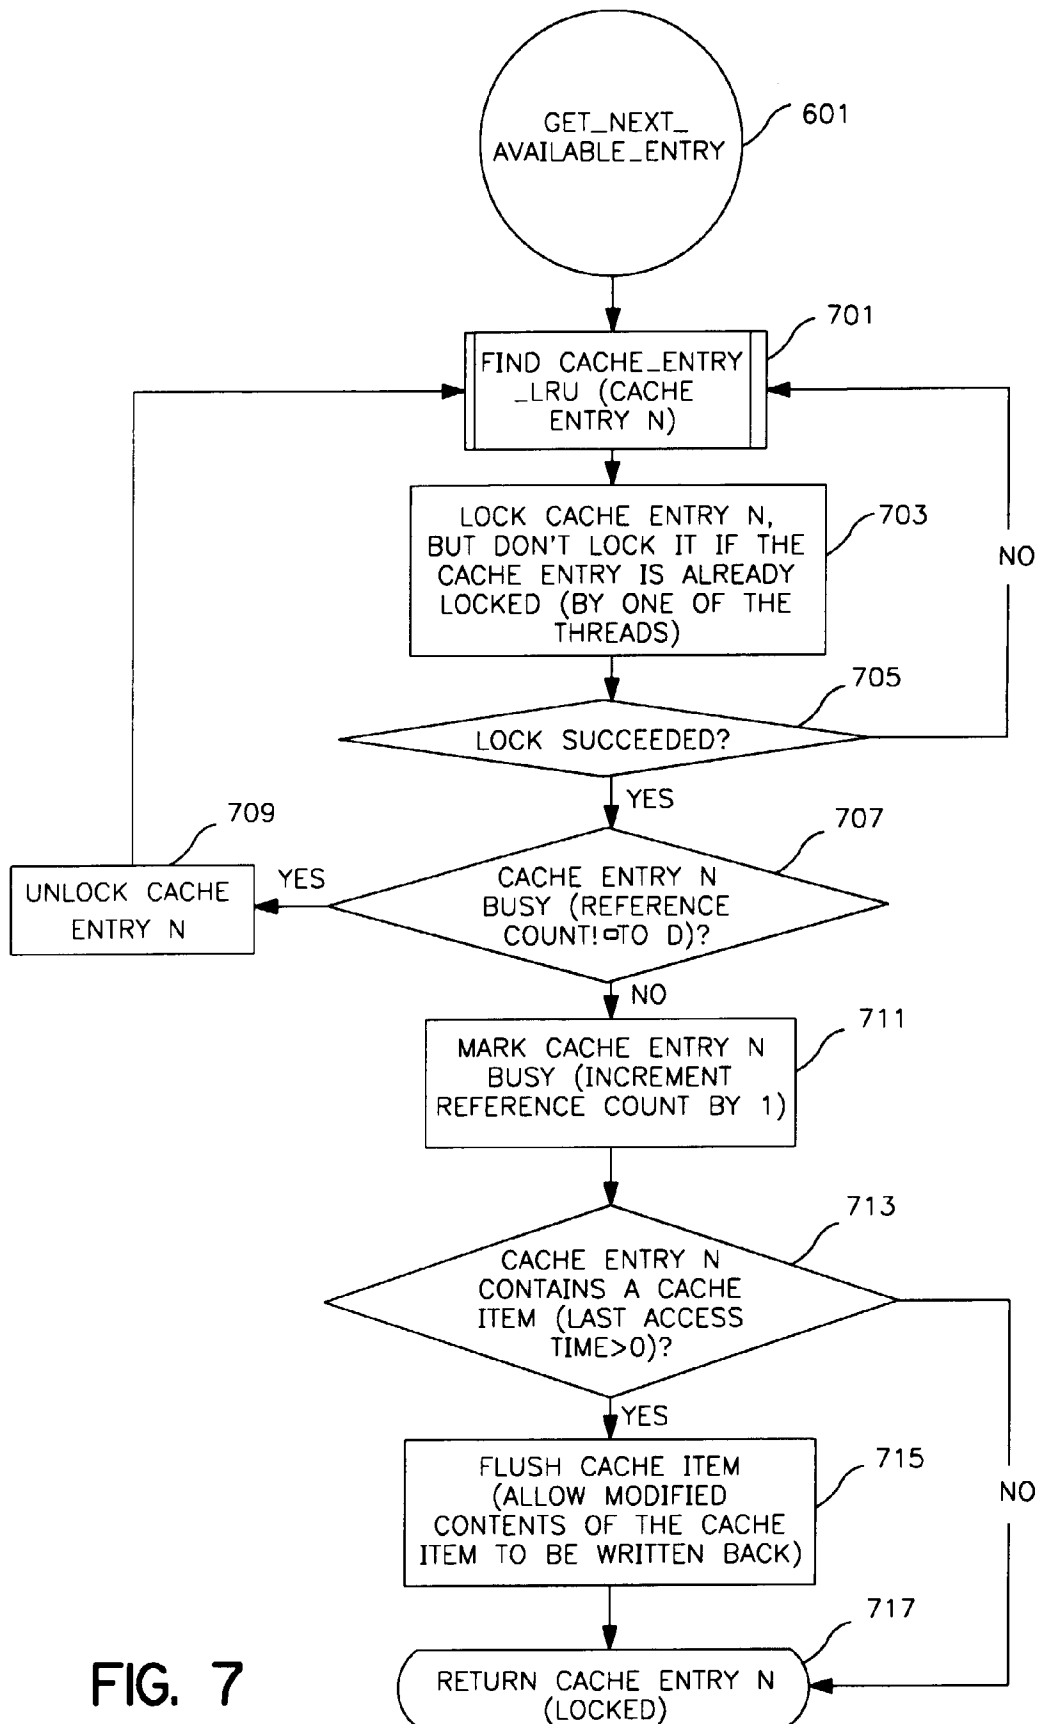 GET_NEXT_
AVAILABLE_ENTRY
601
701
FIND CACHE_ENTRY
_LRU (CACHE
ENTRY N)
LOCK CACHE ENTRY N,
BUT DON'T LOCK IT IF THE
CACHE ENTRY IS ALREADY
LOCKED (BY ONE OF THE
THREADS)
703
NO
705
LOCK SUCCEEDED?
YES
709
707
UNLOCK CACHE
ENTRY N
YES
CACHE ENTRY N
BUSY (REFERENCE
COUNT!=TO D)?
NO
711
MARK CACHE ENTRY N
BUSY (INCREMENT
REFERENCE COUNT BY 1)
713
CACHE ENTRY N
CONTAINS A CACHE
ITEM (LAST ACCESS
TIME>0)?
YES
715
FLUSH CACHE ITEM
(ALLOW MODIFIED
CONTENTS OF THE CACHE
ITEM TO BE WRITTEN BACK)
NO
717
RETURN CACHE ENTRY N
(LOCKED)
FIG. 7